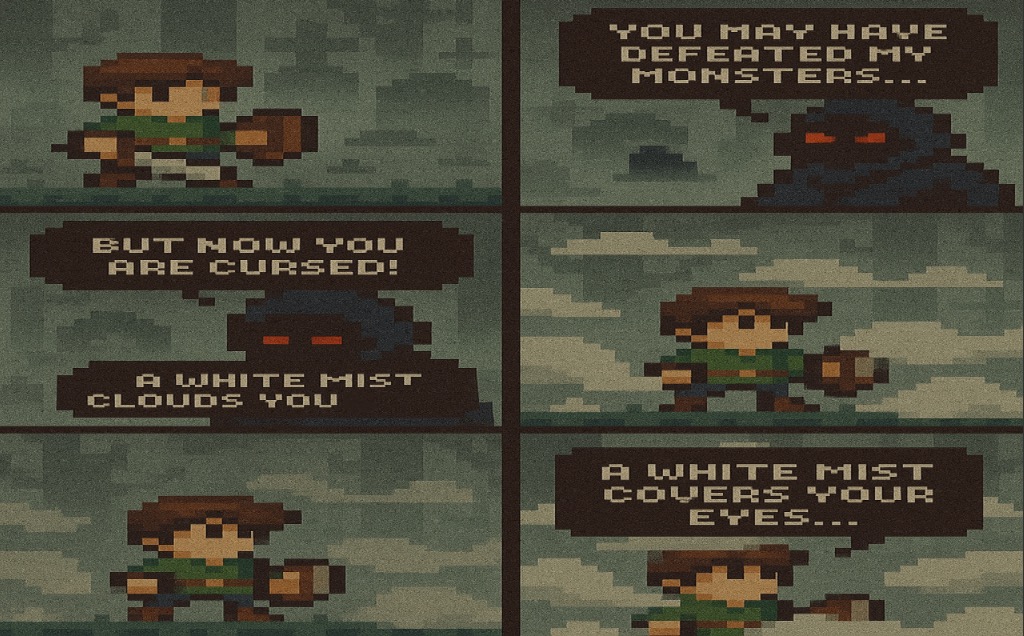 YOU MAY HAVE
DEFEATED MY
MONSTERS...
BUT NOW YOU
ARE CURSED!
A WHITE MIST
CLOUDS YOU
A WHITE MIST
COVERS YOUR
EYES...